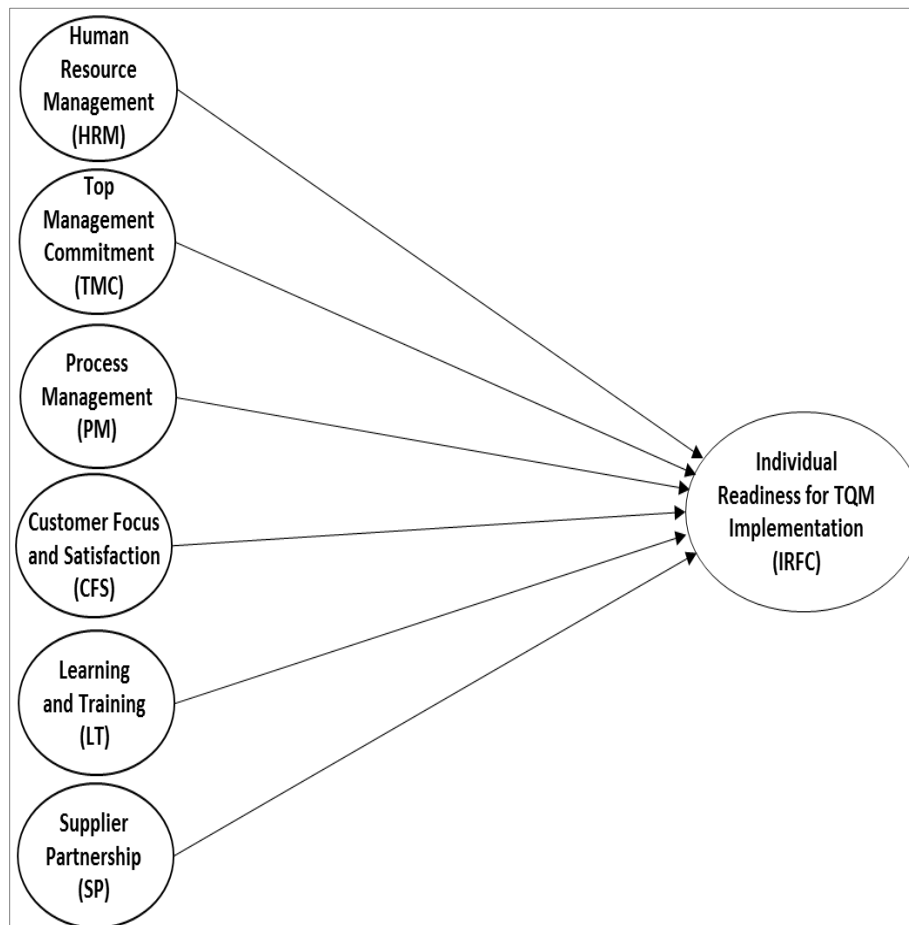 Human
Resource
Management
(HRM)
Top
Management
Commitment
(TMC)
Process
Management
(PM)
Customer Focus
and Satisfaction
(CFS)
Learning
and Training
(LT)
Supplier
Partnership
(SP)
Individual
Readiness for TQM
Implementation
(IRFC)